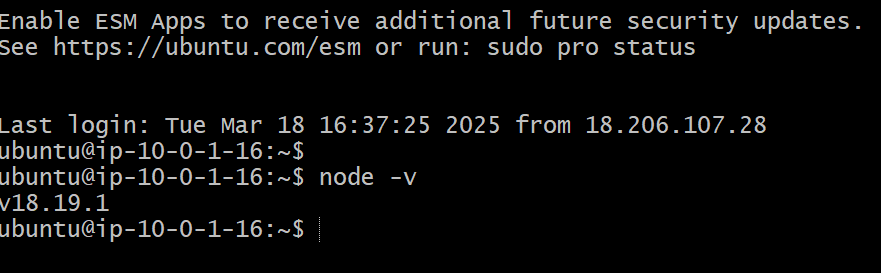 Enable ESM Apps to receive additional future security updates.
See https://ubuntu.com/esm or run: sudo pro status
Last login: Tue Mar 18 16:37:25 2025 from 18.206.107.28
ubuntu@ip-10-0-1-16:~$
ubuntu@ip-10-0-1-16:~$ node -v
v18.19.1
ubuntu@ip-10-0-1-16:~$